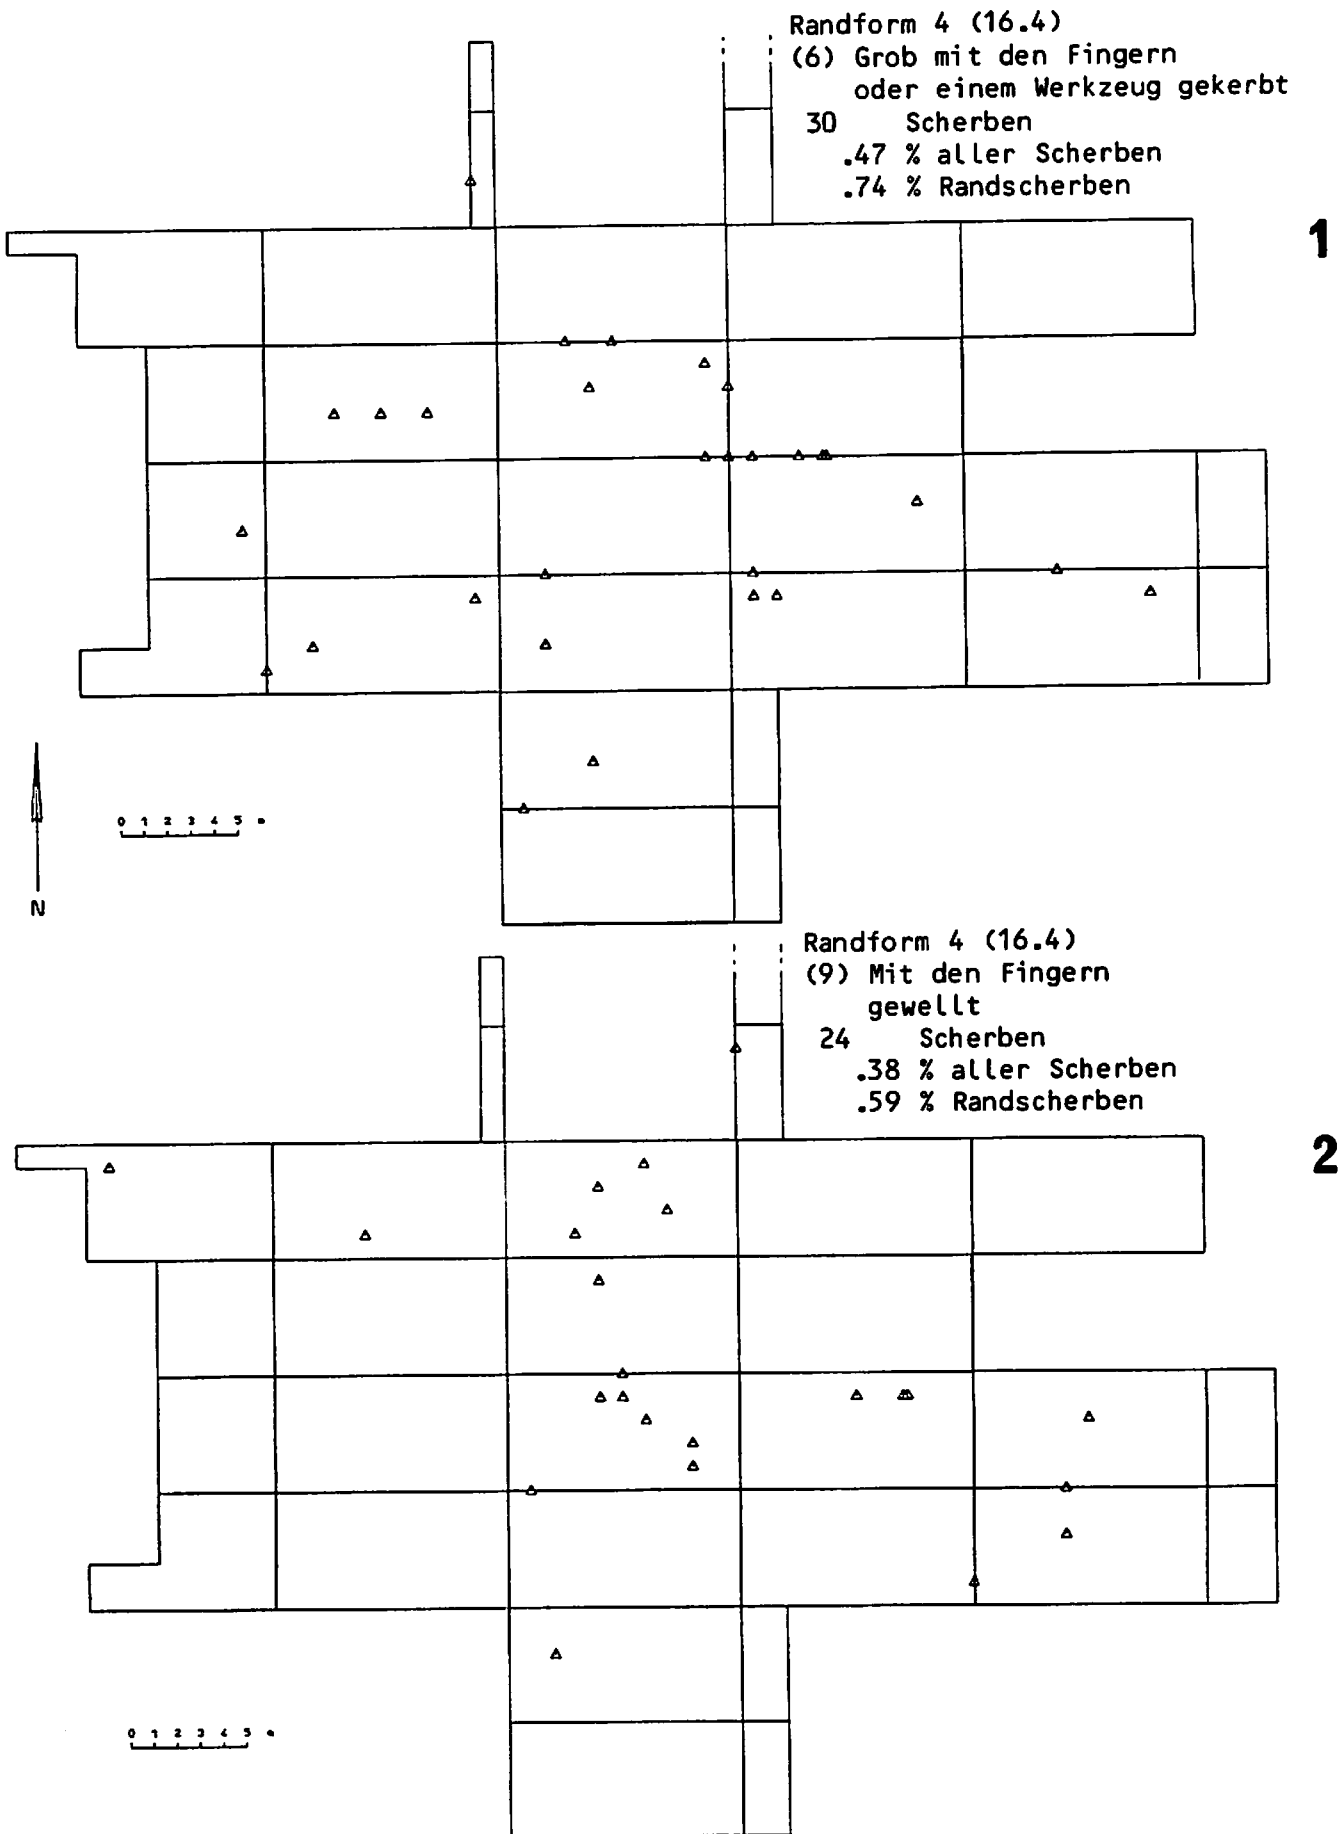 Randform 4 (16.4)
(6) Grob mit den Fingern
oder einem Werkzeug gekerbt
30 Scherben
.47 % aller Scherben
.74 % Randscherben
1
0 1 2 3 4 5 m
N
Randform 4 (16.4)
(9) Mit den Fingern
gewellt
24 Scherben
.38 % aller Scherben
.59 % Randscherben
2
0 1 2 3 4 5 m